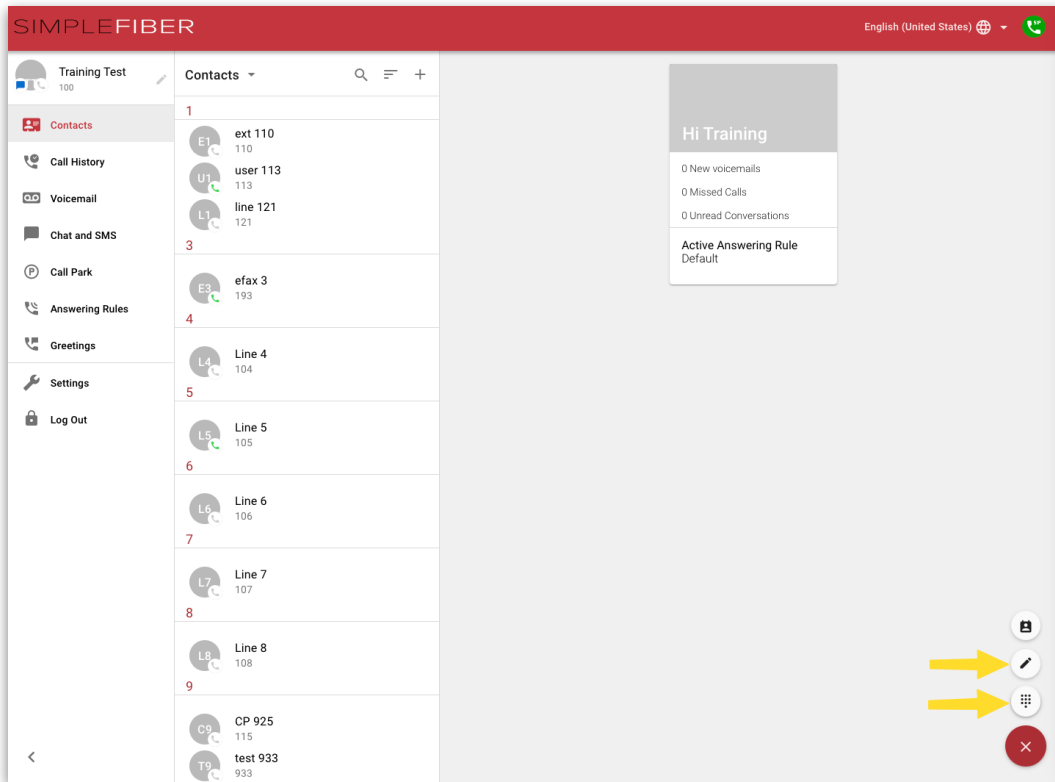 SIMPLEFIBER
English (United States)
SIP
Training Test
100
Contacts
Call History
Voicemail
Chat and SMS
Call Park
P
Answering Rules
Greetings
Settings
Log Out
Contacts
1
E1
ext 110
110
U1
user 113
113
L1
line 121
121
3
E3
efax 3
193
4
L4
Line 4
104
5
L5
Line 5
105
6
L6
Line 6
106
7
L7
Line 7
107
8
L8
Line 8
108
9
C9
CP 925
115
T9
test 933
933
Hi Training
0 New voicemails
0 Missed Calls
0 Unread Conversations
Active Answering Rule
Default